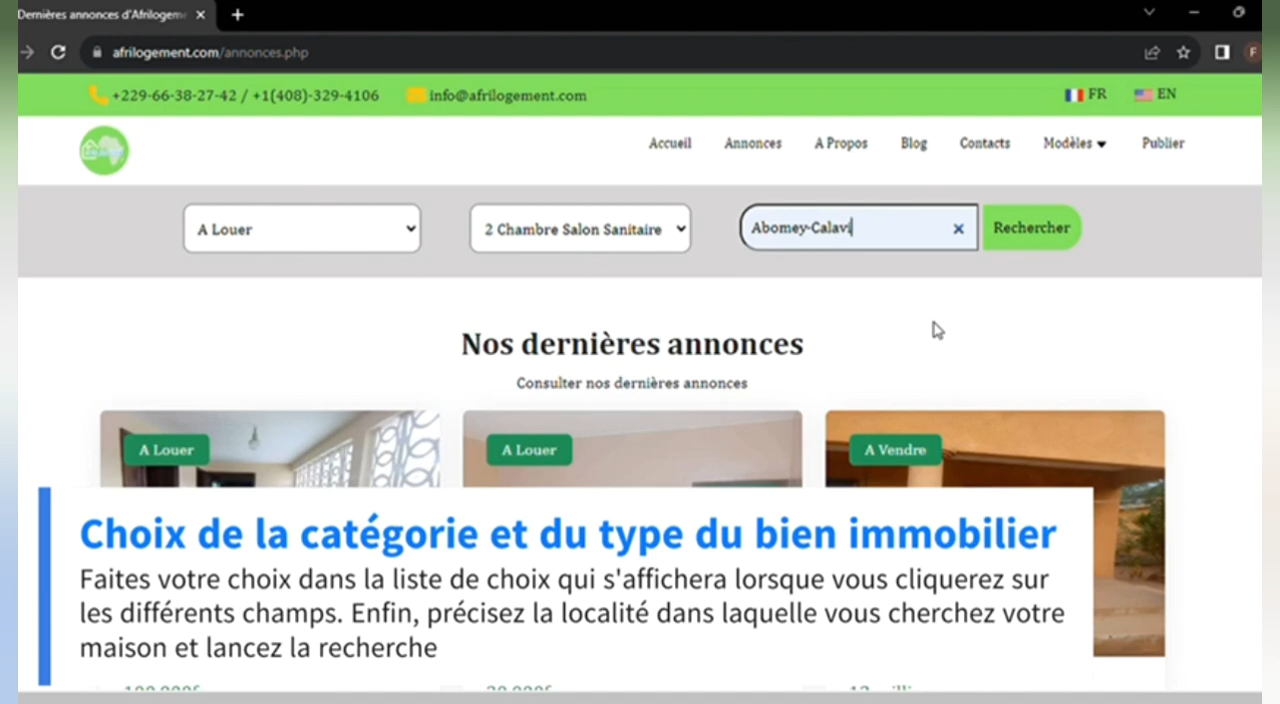 Dernières annonces d'Afrilogem
afrilogement.com/annonces.php
F
+229-66-38-27-42 / +1(408)-329-4106 info@afrilogement.com FR EN
Accueil Annonces A Propos Blog Contacts Modèles Publier
A Louer 2 Chambre Salon Sanitaire Abomey-Calavi Rechercher
Nos dernières annonces
Consulter nos dernières annonces
A Louer A Louer A Vendre
Choix de la catégorie et du type du bien immobilier
Faites votre choix dans la liste de choix qui s'affichera lorsque vous cliquerez sur
les différents champs. Enfin, précisez la localité dans laquelle vous cherchez votre
maison et lancez la recherche